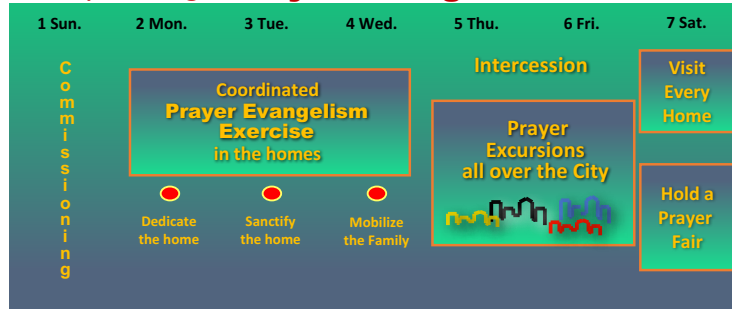 1 Sun. 2 Mon. 3 Tue. 4 Wed. 5 Thu. 6 Fri. 7 Sat.
Commissioning
Coordinated
Prayer Evangelism
Exercise
in the homes
Dedicate
the home
Sanctify
the home
Mobilize
the Family
Intercession
Prayer
Excursions
all over the City
Visit
Every
Home
Hold a
Prayer
Fair